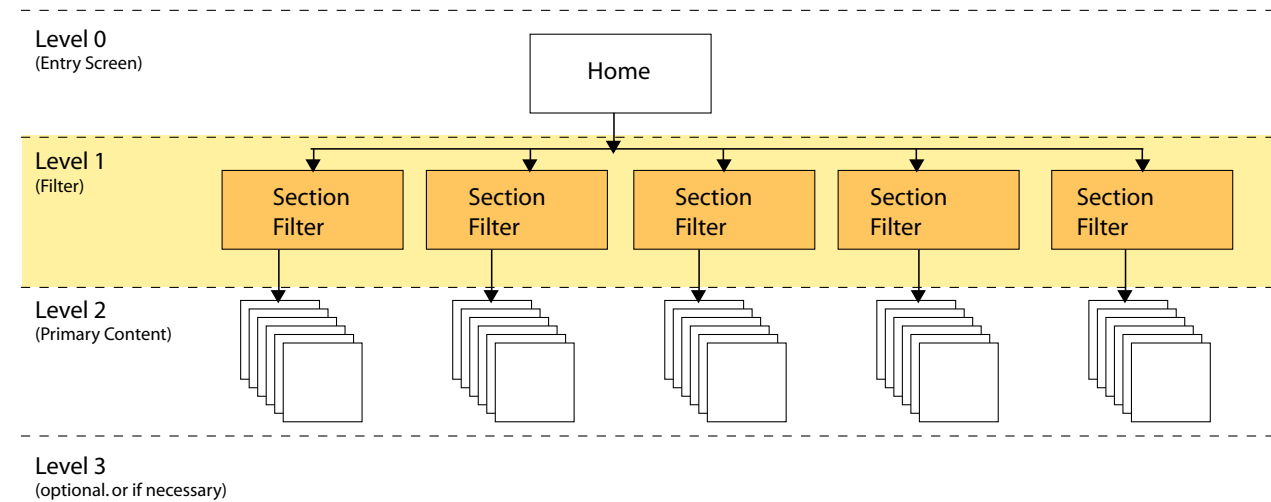 Level 0
(Entry Screen)
Home
Level 1
(Filter)
Section
Filter
Section
Filter
Section
Filter
Section
Filter
Section
Filter
Level 2
(Primary Content)
Level 3
(optional. or if necessary)